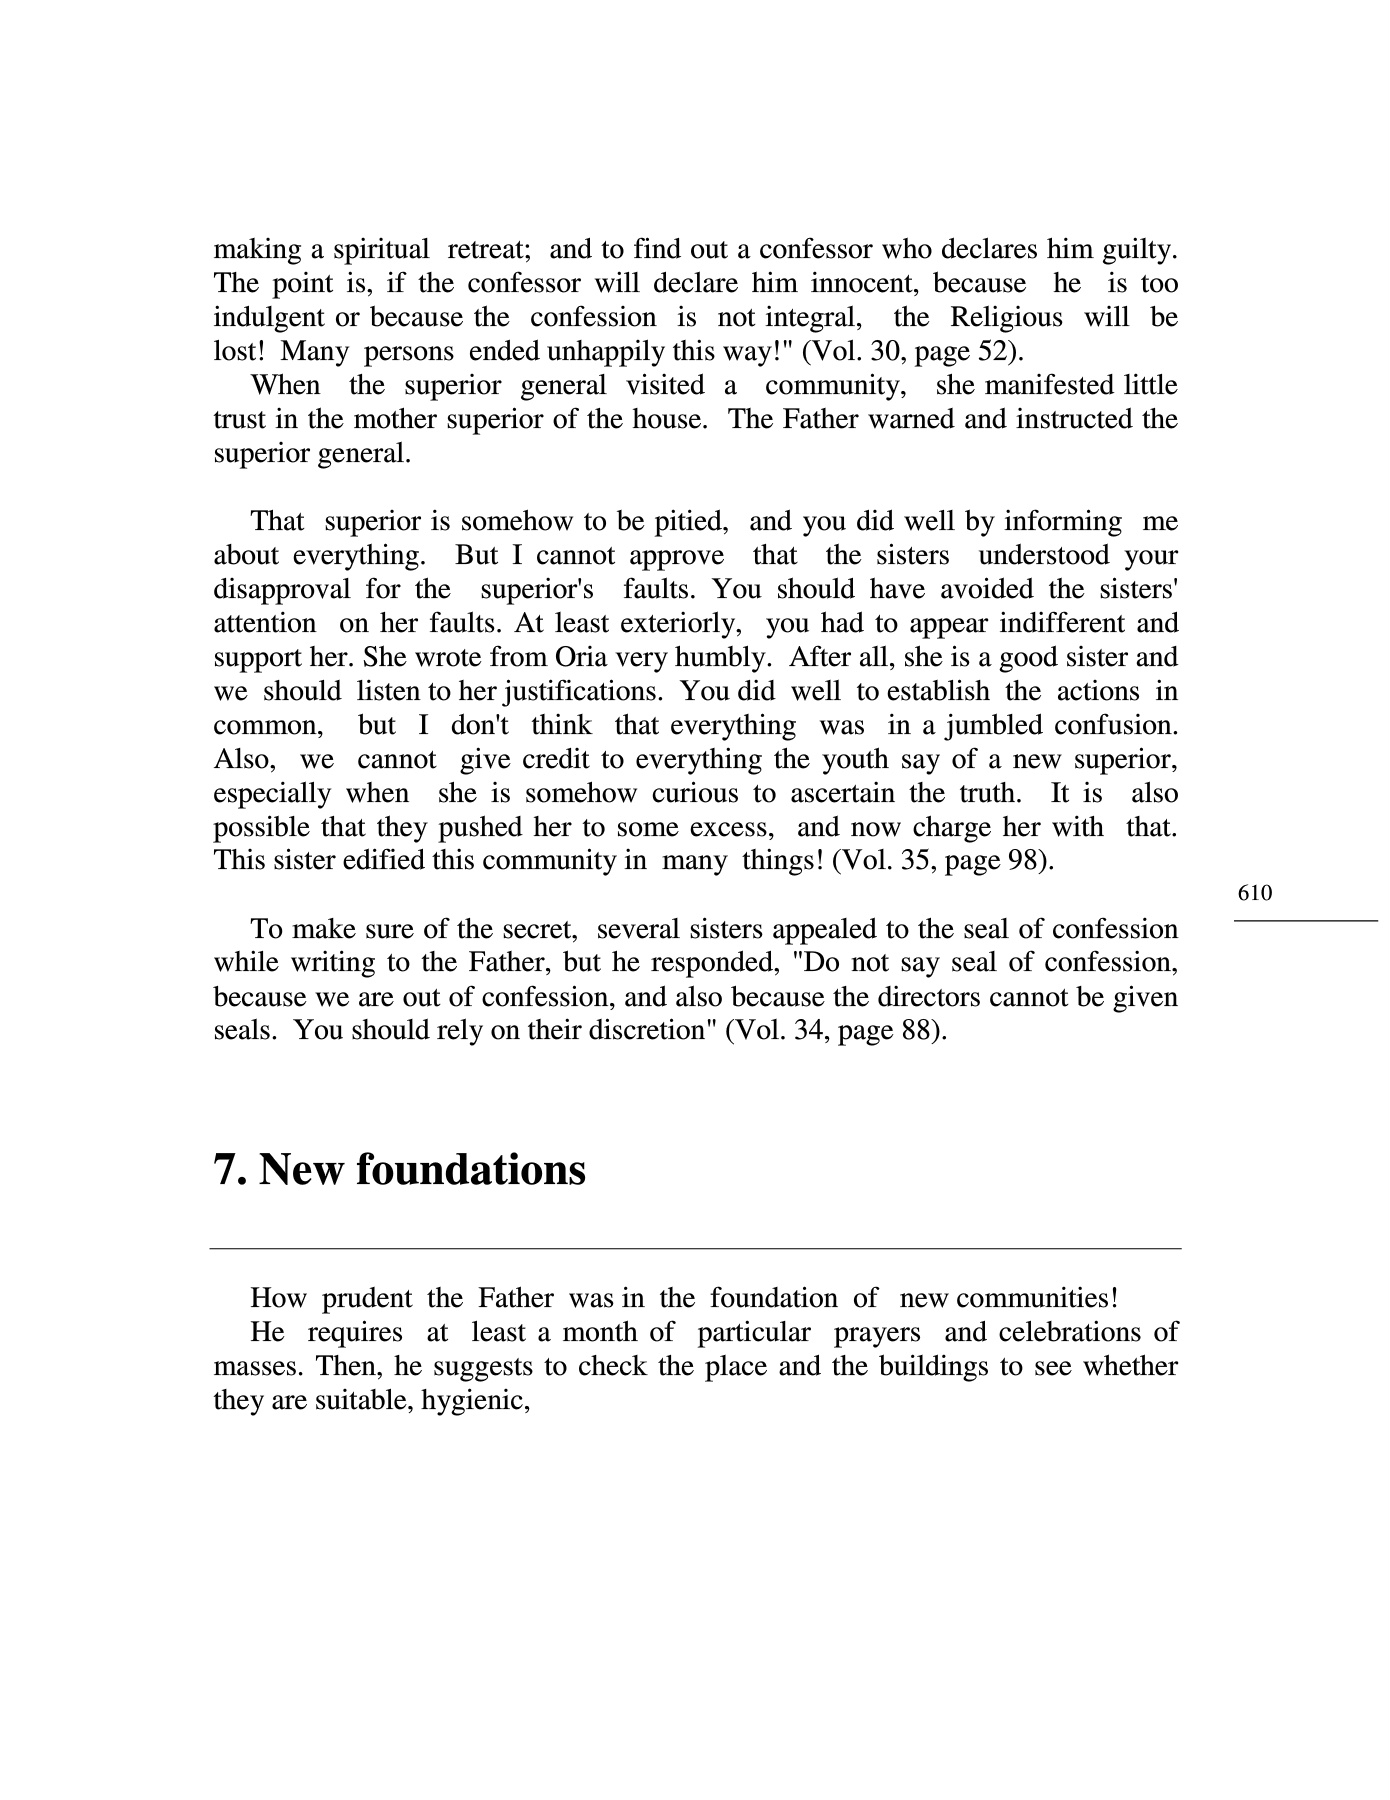 making a spiritual retreat; and to find out a confessor who declares him guilty.
The point is, if the confessor will declare him innocent, because he is too
indulgent or because the confession is not integral, the Religious will be
lost! Many persons ended unhappily this way!" (Vol. 30, page 52).
When the superior general visited a community, she manifested little
trust in the mother superior of the house. The Father warned and instructed the
superior general.
That superior is somehow to be pitied, and you did well by informing me
about everything. But I cannot approve that the sisters understood your
disapproval for the superior's faults. You should have avoided the sisters'
attention on her faults. At least exteriorly, you had to appear indifferent and
support her. She wrote from Oria very humbly. After all, she is a good sister and
we should listen to her justifications. You did well to establish the actions in
common, but I don't think that everything was in a jumbled confusion.
Also, we cannot give credit to everything the youth say of a new superior,
especially when she is somehow curious to ascertain the truth. It is also
possible that they pushed her to some excess, and now charge her with that.
This sister edified this community in many things! (Vol. 35, page 98).
610
To make sure of the secret, several sisters appealed to the seal of confession
while writing to the Father, but he responded, "Do not say seal of confession,
because we are out of confession, and also because the directors cannot be given
seals. You should rely on their discretion" (Vol. 34, page 88).
7. New foundations
How prudent the Father was in the foundation of new communities!
He requires at least a month of particular prayers and celebrations of
masses. Then, he suggests to check the place and the buildings to see whether
they are suitable, hygienic,